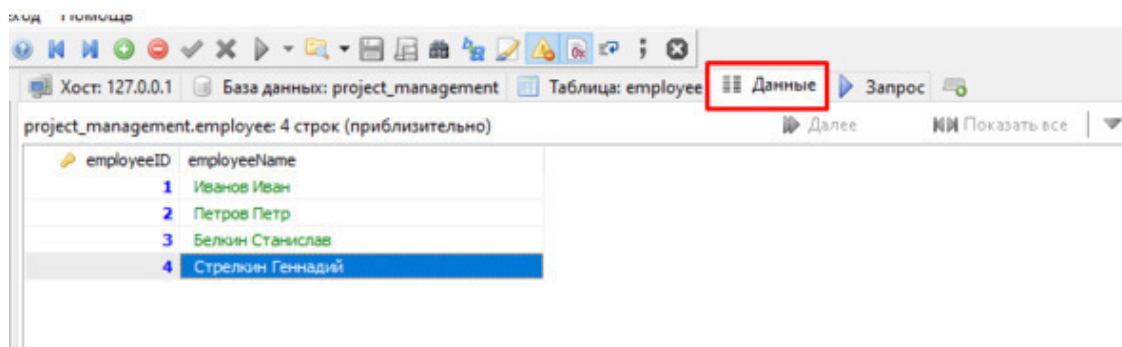 Помощь
Хост: 127.0.0.1 База данных: project_management Таблица: employee Данные Запрос
project_management.employee: 4 строк (приблизительно) Далее Показать все
employeeID employeeName
1 Иванов Иван
2 Петров Петр
3 Белкин Станислав
4 Стрелкин Геннадий